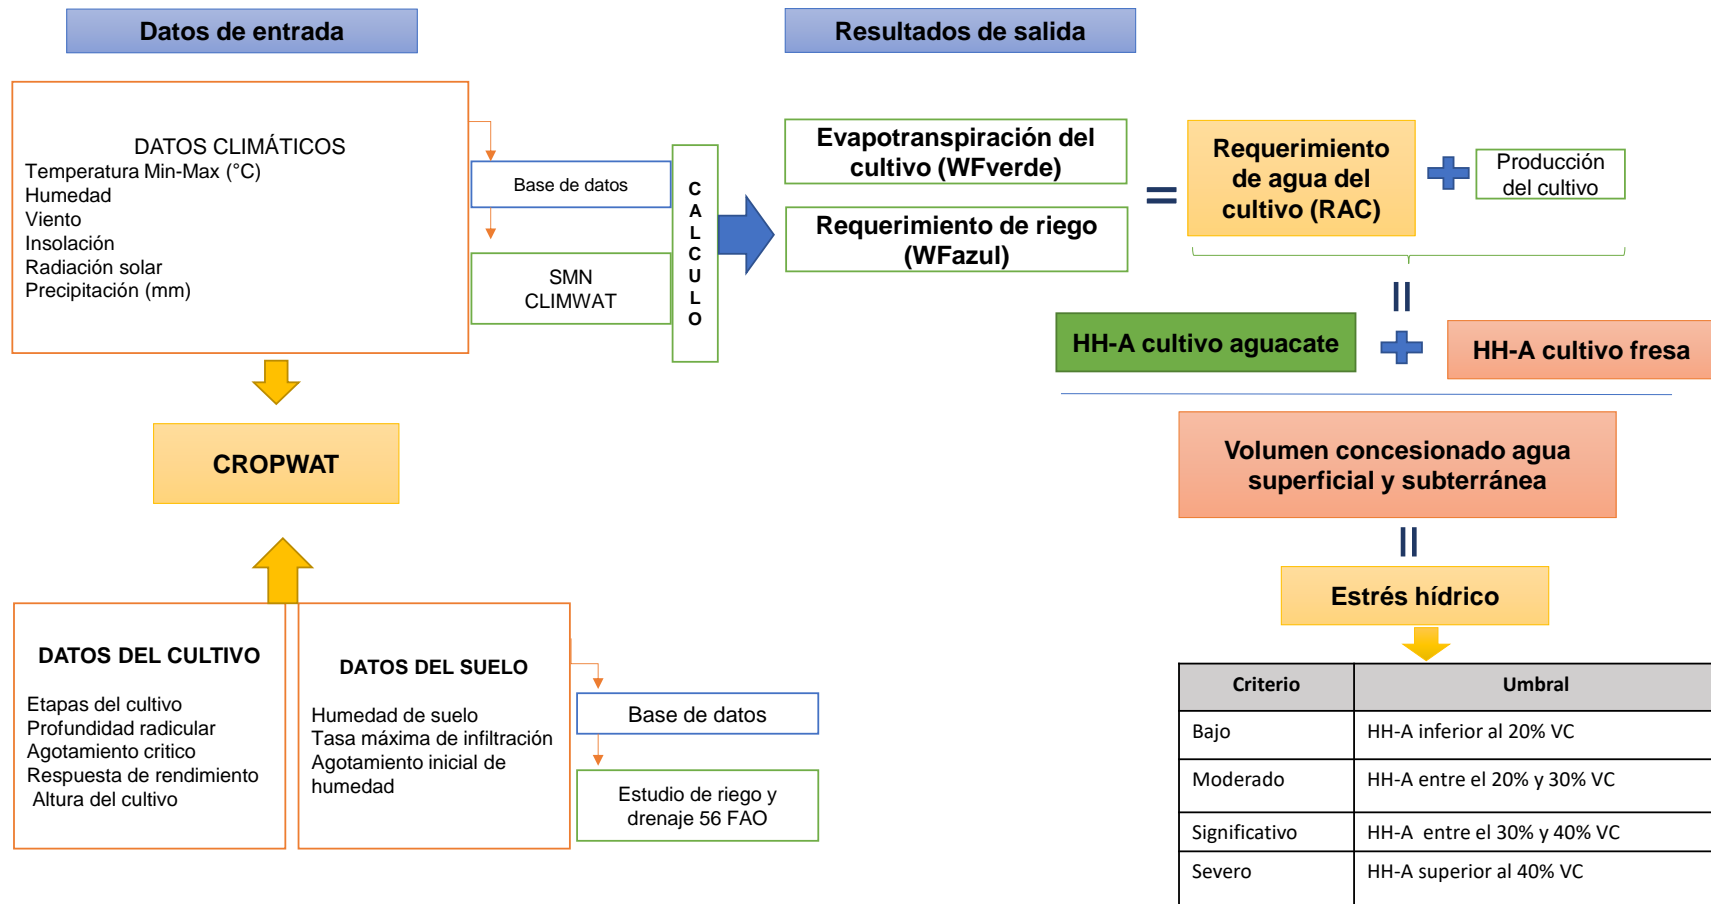 Datos de entrada
Resultados de salida
DATOS CLIMÁTICOS
Temperatura Min-Max (°C)
Humedad
Viento
Insolación
Radiación solar
Precipitación (mm)
Base de datos
SMN
CLIMWAT
C
A
L
C
U
L
O
Evapotranspiración del
cultivo (WFverde)
Requerimiento de riego
(WFazul)
=
Requerimiento
de agua del
cultivo (RAC)
Producción
del cultivo
=
HH-A cultivo aguacate
HH-A cultivo fresa
Volumen concesionado agua
superficial y subterránea
=
Estrés hídrico
Criterio
Umbral
Bajo
HH-A inferior al 20% VC
Moderado
HH-A entre el 20% y 30% VC
Significativo
HH-A  entre el 30% y 40% VC
Severo
HH-A superior al 40% VC
CROPWAT
DATOS DEL CULTIVO
Etapas del cultivo
Profundidad radicular
Agotamiento critico
Respuesta de rendimiento
Altura del cultivo
DATOS DEL SUELO
Humedad de suelo
Tasa máxima de infiltración
Agotamiento inicial de
humedad
Base de datos
Estudio de riego y
drenaje 56 FAO